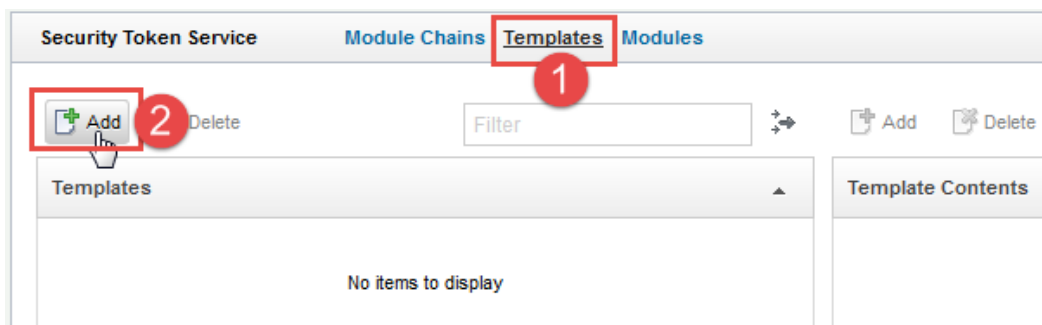 Security Token Service Module Chains Templates Modules
1
Add 2 Delete Filter Add Delete
Templates Template Contents
No items to display